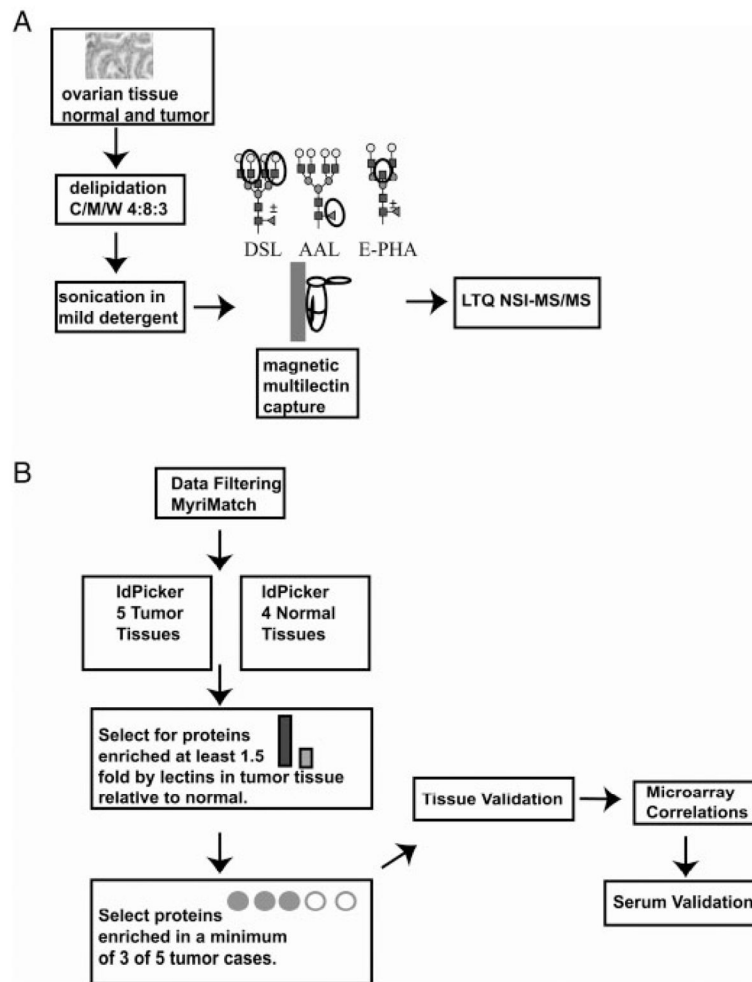 A
ovarian tissue
normal and tumor
delipidation
C/M/W 4:8:3
sonication in
mild detergent
±
±
DSL AAL E-PHA
magnetic
multilectin
capture
LTQ NSI-MS/MS
B
Data Filtering
MyriMatch
IdPicker
5 Tumor
Tissues
IdPicker
4 Normal
Tissues
Select for proteins
enriched at least 1.5
fold by lectins in tumor tissue
relative to normal.
Select proteins
enriched in a minimum
of 3 of 5 tumor cases.
Tissue Validation
Microarray
Correlations
Serum Validation